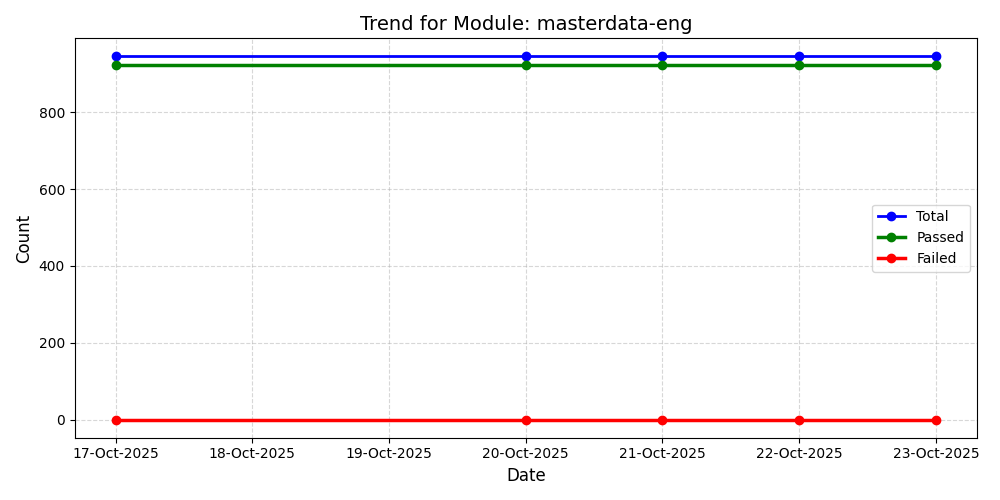 Trend for Module: masterdata-eng
800
600
400
200
0
Count
Total
Passed
Failed
17-Oct-2025
18-Oct-2025
19-Oct-2025
20-Oct-2025
21-Oct-2025
22-Oct-2025
23-Oct-2025
Date